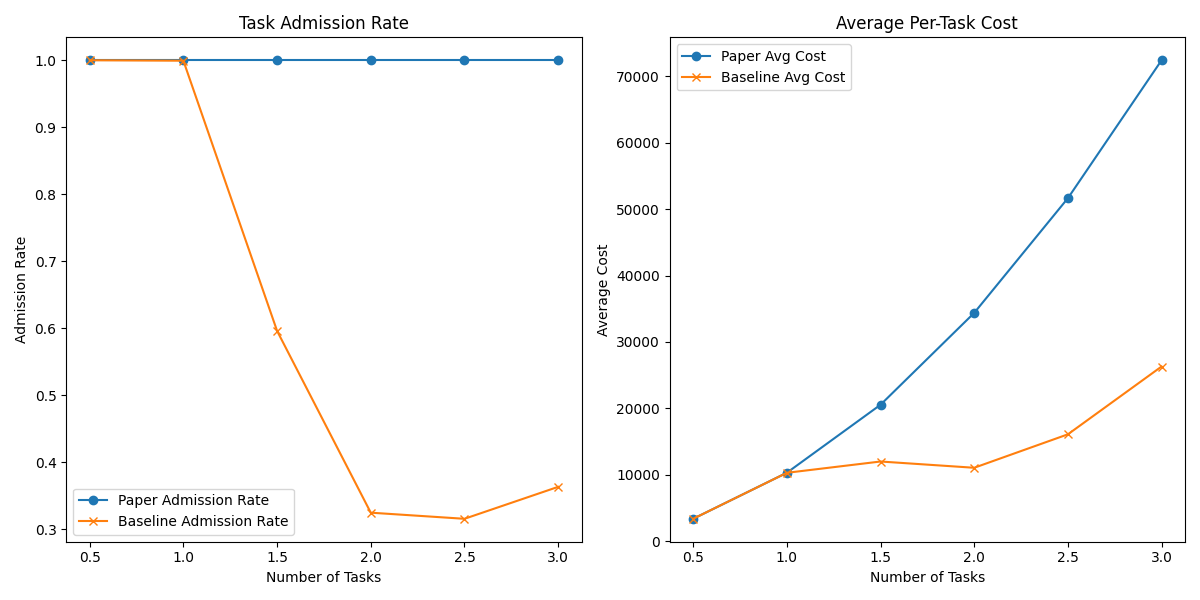 Task Admission Rate
Admission Rate
1.0
0.9
0.8
0.7
0.6
0.5
0.4
0.3
Paper Admission Rate
Baseline Admission Rate
0.5 1.0 1.5 2.0 2.5 3.0
Number of Tasks
Average Per-Task Cost
Paper Avg Cost
Baseline Avg Cost
Average Cost
70000
60000
50000
40000
30000
20000
10000
0
0.5 1.0 1.5 2.0 2.5 3.0
Number of Tasks